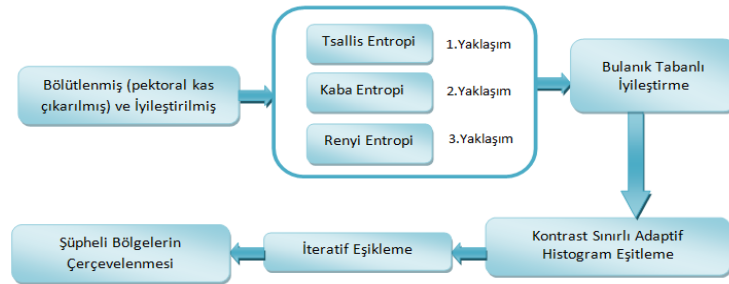 Tsallis Entropi 1.Yaklaşım
Bölütlenmiş (pektoral kas
çıkarılmış) ve İyileştirilmiş
Kaba Entropi 2.Yaklaşım
Renyi Entropi 3.Yaklaşım
Bulanık Tabanlı
İyileştirme
Kontrast Sınırlı Adaptif
Histogram Eşitleme
İteratif Eşikleme
Şüpheli Bölgelerin
Çerçevelenmesi